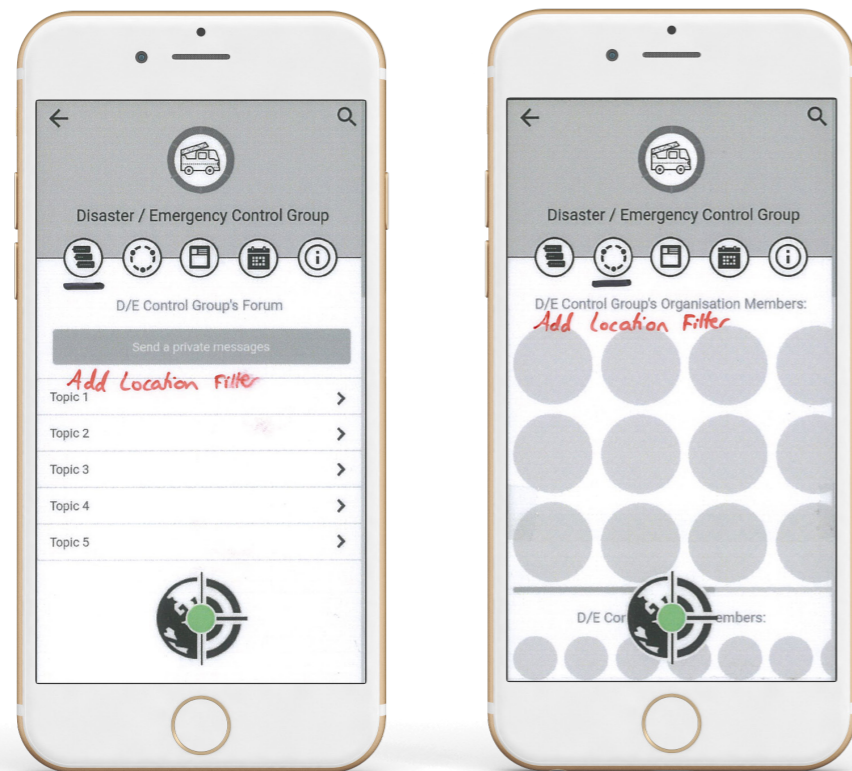 Disaster / Emergency Control Group
D/E Control Group's Forum
Send a private messages
Add Location Filter
Topic 1
Topic 2
Topic 3
Topic 4
Topic 5
Disaster / Emergency Control Group
D/E Control Group's Organisation Members:
Add Location Filter
D/E Cor
embers: